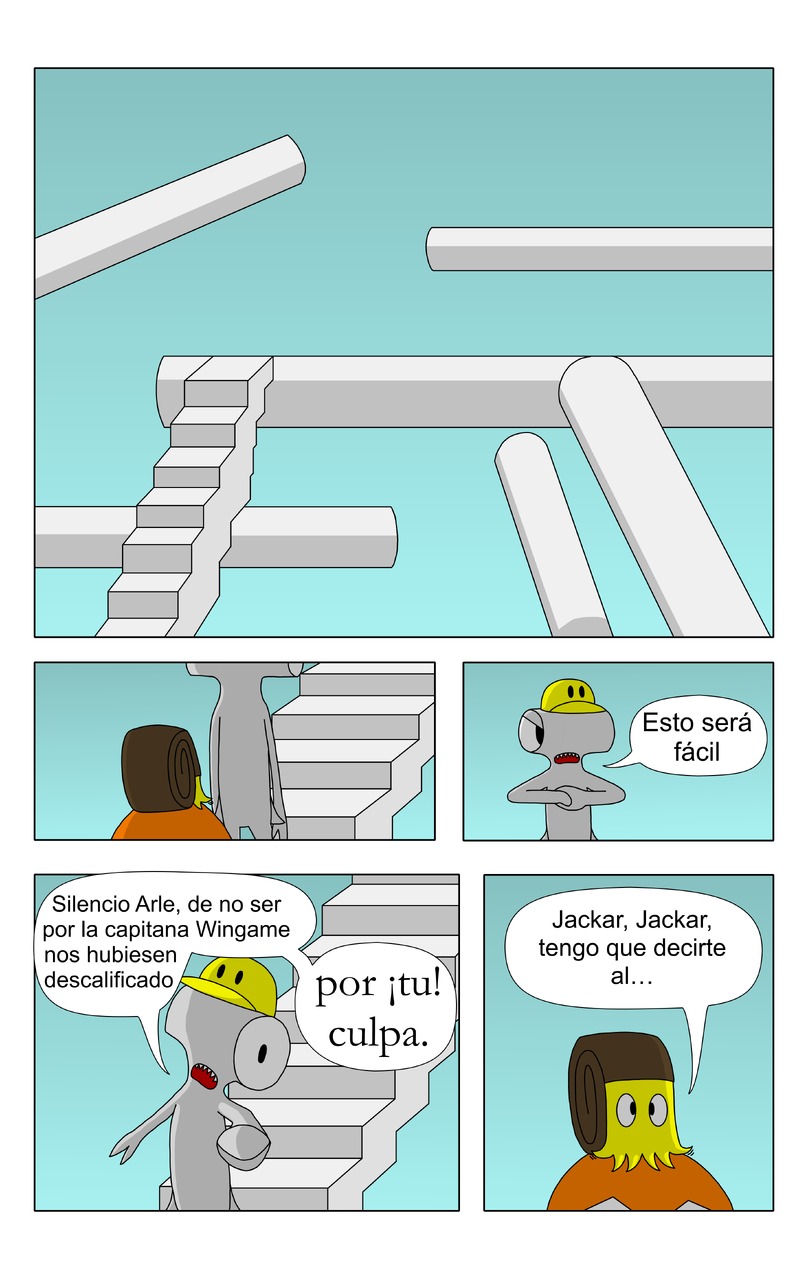 Esto será
fácil
Silencio Arle, de no ser
por la capitana Wingame
nos hubiesen
descalificado
por ¡tu!
culpa.
Jackar, Jackar,
tengo que decirte
al...